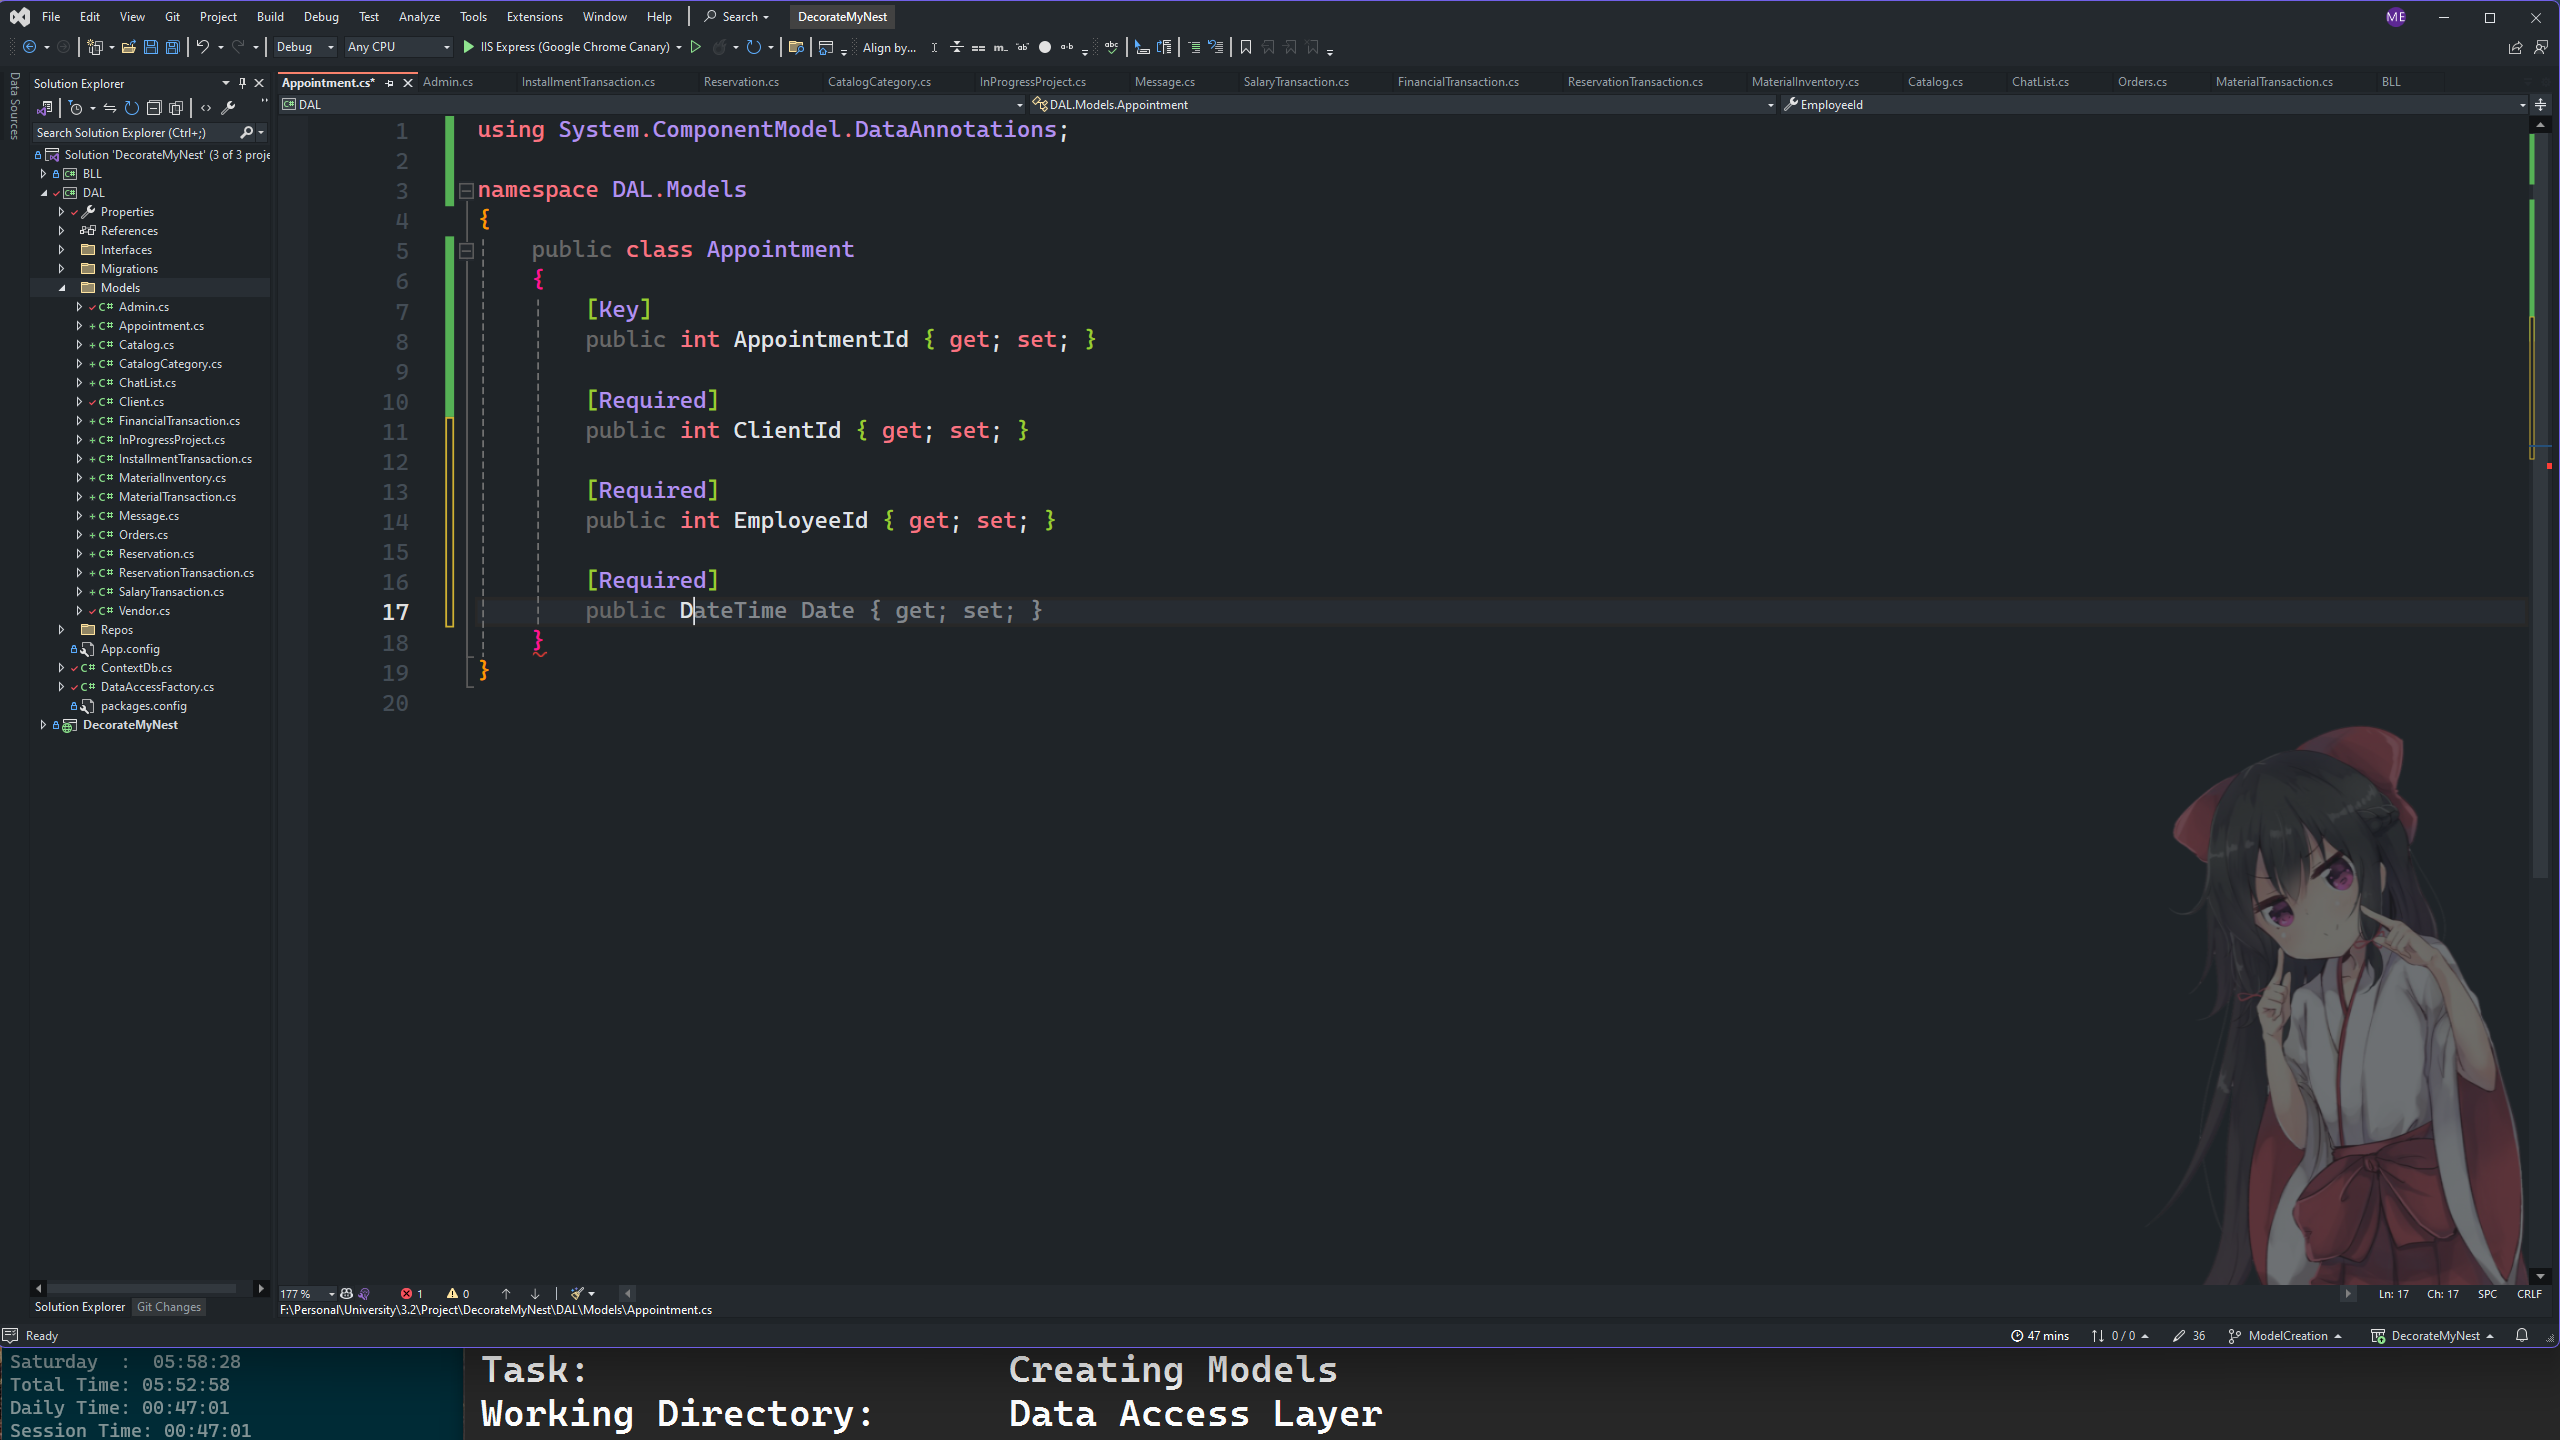 File Edit View Git Project Build Debug Test Analyze Tools Extensions Window Help Search DecorateMyNest ME
Debug Any CPU IIS Express (Google Chrome Canary) Align by...
Data Sources
Solution Explorer
Search Solution Explorer (Ctrl+;)
Solution 'DecorateMyNest' (3 of 3 proje
BLL
DAL
Properties
References
Interfaces
Migrations
Models
Admin.cs
Appointment.cs
Catalog.cs
CatalogCategory.cs
ChatList.cs
Client.cs
FinancialTransaction.cs
InProgressProject.cs
InstallmentTransaction.cs
MaterialInventory.cs
MaterialTransaction.cs
Message.cs
Orders.cs
Reservation.cs
ReservationTransaction.cs
SalaryTransaction.cs
Vendor.cs
Repos
App.config
ContextDb.cs
DataAccessFactory.cs
packages.config
DecorateMyNest
Solution Explorer Git Changes
Appointment.cs* Admin.cs InstallmentTransaction.cs Reservation.cs CatalogCategory.cs InProgressProject.cs Message.cs SalaryTransaction.cs FinancialTransaction.cs ReservationTransaction.cs MaterialInventory.cs Catalog.cs ChatList.cs Orders.cs MaterialTransaction.cs BLL
DAL DAL.Models.Appointment EmployeeId
1 using System.ComponentModel.DataAnnotations;
2
3 namespace DAL.Models
4 {
5 public class Appointment
6 {
7 [Key]
8 public int AppointmentId { get; set; }
9
10 [Required]
11 public int ClientId { get; set; }
12
13 [Required]
14 public int EmployeeId { get; set; }
15
16 [Required]
17 public DateTime Date { get; set; }
18 }
19 }
20
177 % 1 0 Ln: 17 Ch: 17 SPC CRLF
F:\Personal\University\3.2\Project\DecorateMyNest\DAL\Models\Appointment.cs
Ready 47 mins 0 / 0 36 ModelCreation DecorateMyNest
Saturday : 05:58:28
Total Time: 05:52:58
Daily Time: 00:47:01
Session Time: 00:47:01
Task: Creating Models
Working Directory: Data Access Layer